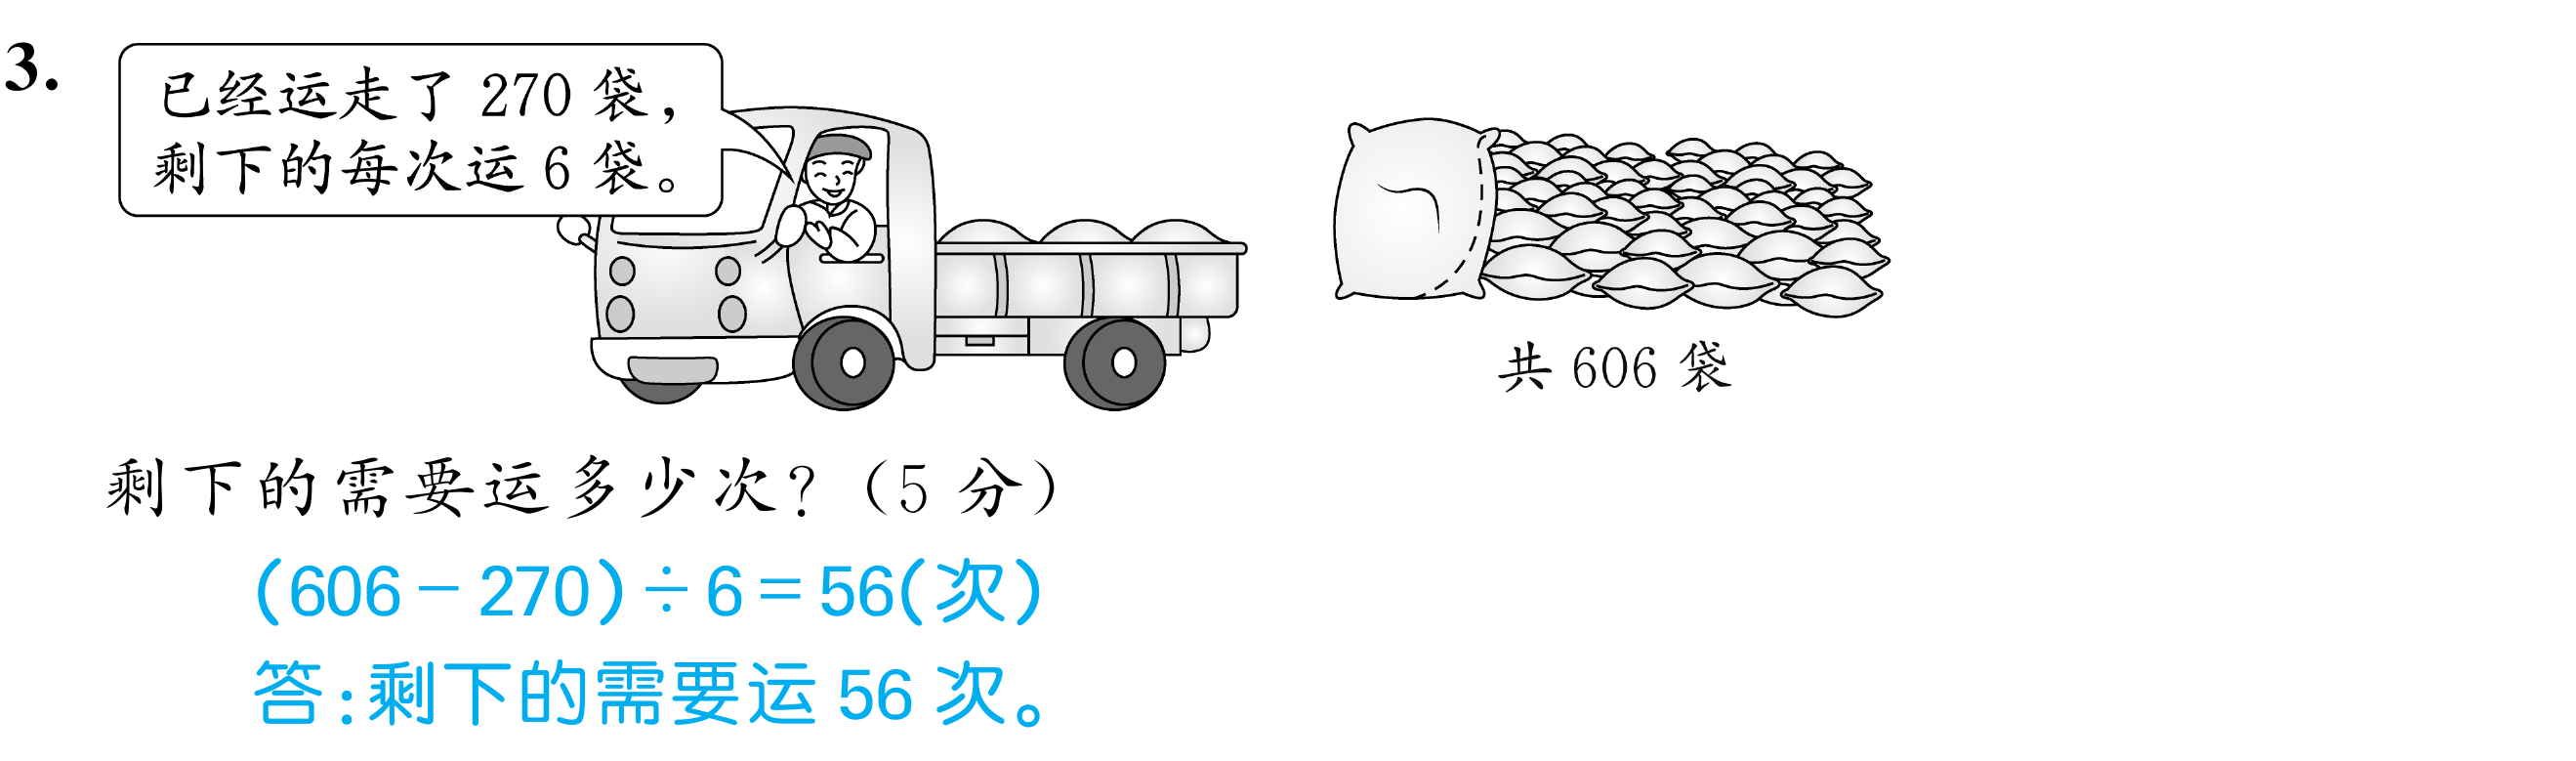 3.
已经运走了 270 袋，
剩下的每次运 6 袋。
共 606 袋
剩下的需要运多少次？（5 分）
(606－270)÷6＝56(次)
答：剩下的需要运 56 次。